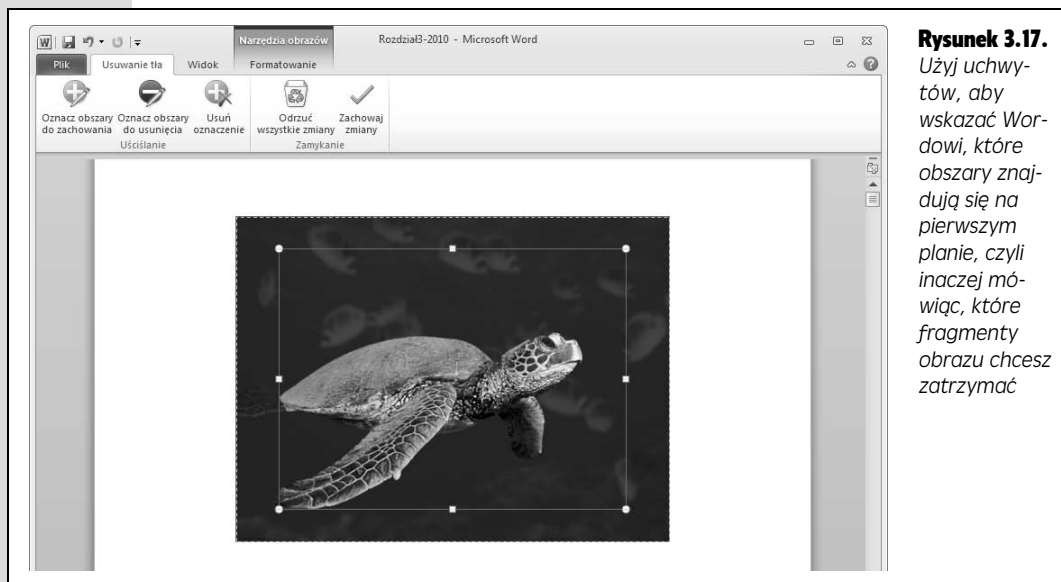 Narzędzia obrazów
Rozdział3-2010 - Microsoft Word
Plik Usuwanie tła Widok Formatowanie
Oznacz obszary do zachowania
Oznacz obszary do usunięcia
Usuń oznaczenie
Odrzuć wszystkie zmiany
Zachowaj zmiany
Uściślanie Zamykanie
Rysunek 3.17.
Użyj uchwy-
tów, aby
wskazać Wor-
dowi, które
obszary znaj-
dują się na
pierwszym
planie, czyli
inaczej mó-
wiąc, które
fragmenty
obrazu chcesz
zatrzymać